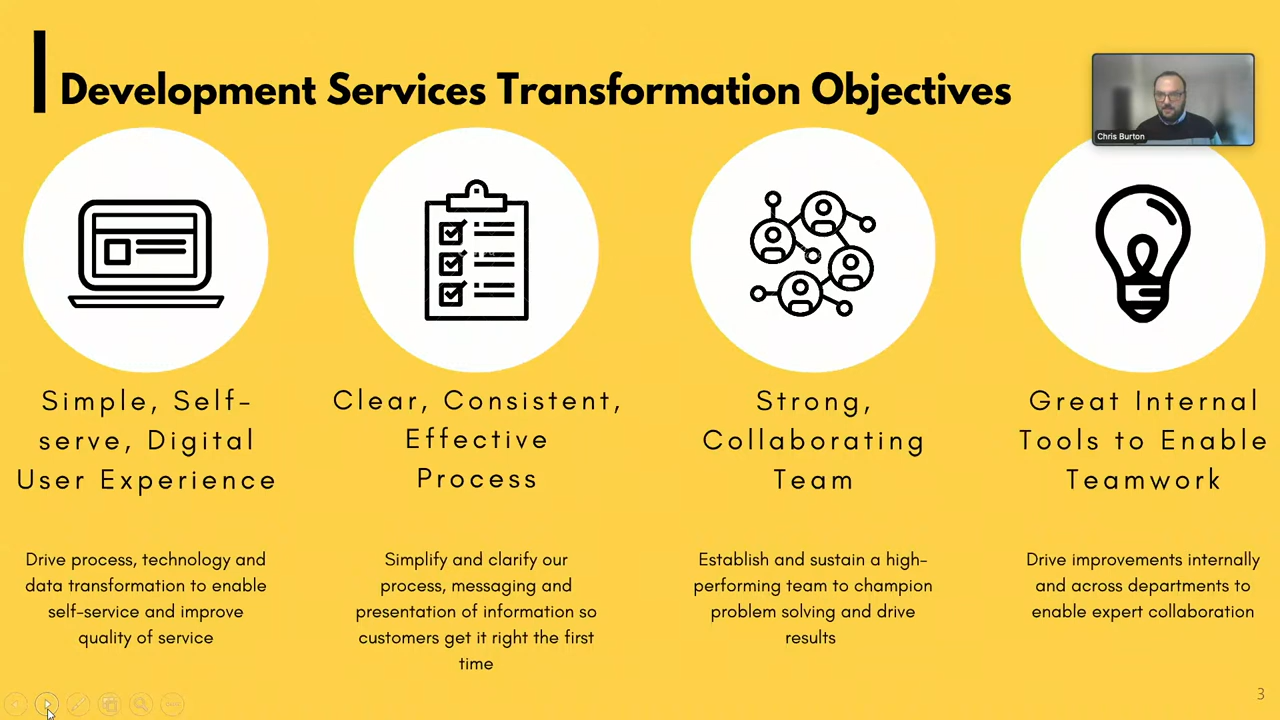 Development Services Transformation Objectives
Chris Burton
Simple, Self-
serve, Digital
User Experience
Drive process, technology and
data transformation to enable
self-service and improve
quality of service
Clear, Consistent,
Effective
Process
Simplify and clarify our
process, messaging and
presentation of information so
customers get it right the first
time
Strong,
Collaborating
Team
Establish and sustain a high-
performing team to champion
problem solving and drive
results
Great Internal
Tools to Enable
Teamwork
Drive improvements internally
and across departments to
enable expert collaboration
3